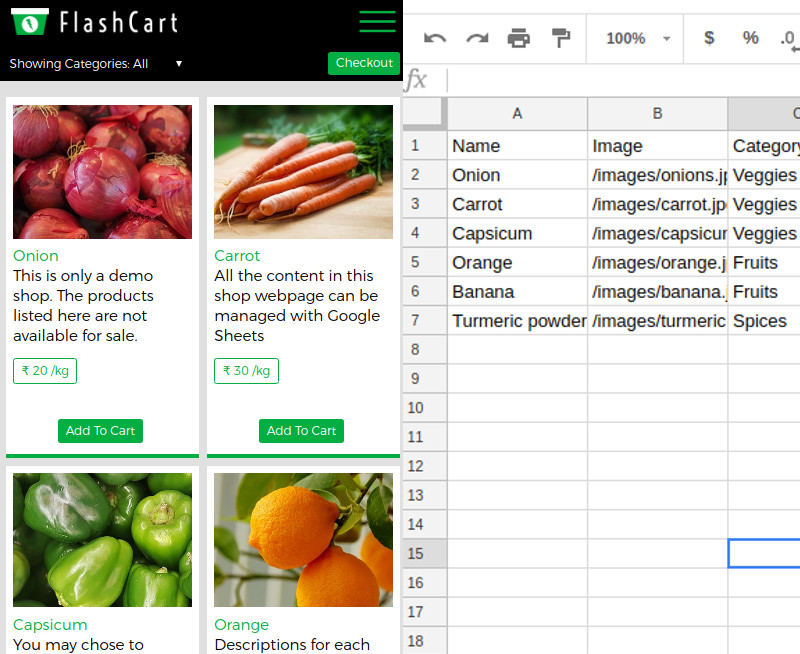 FlashCart
Showing Categories: All ▼
Checkout
Onion
This is only a demo
shop. The products
listed here are not
available for sale.
₹ 20 /kg
Add To Cart
Carrot
All the content in this
shop webpage can be
managed with Google
Sheets
₹ 30 /kg
Add To Cart
Capsicum
You may chose to
Orange
Descriptions for each
100% $ % .0
fx
A B C
1 Name Image Category
2 Onion /images/onions.jp Veggies
3 Carrot /images/carrot.jp Veggies
4 Capsicum /images/capsicur Veggies
5 Orange /images/orange.j Fruits
6 Banana /images/banana. Fruits
7 Turmeric powder /images/turmeric Spices
8
9
10
11
12
13
14
15
16
17
18